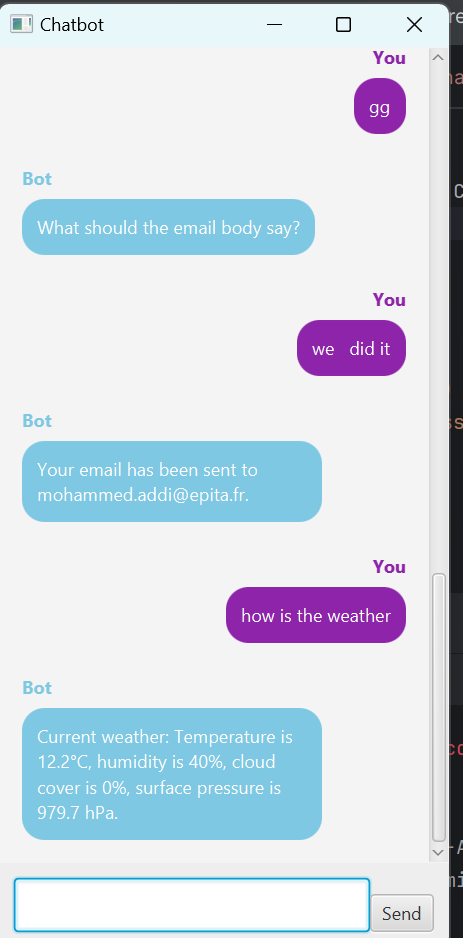 Chatbot
You
gg
Bot
What should the email body say?
You
we   did it
Bot
Your email has been sent to
mohammed.addi@epita.fr.
You
how is the weather
Bot
Current weather: Temperature is
12.2°C, humidity is 40%, cloud
cover is 0%, surface pressure is
979.7 hPa.
Send